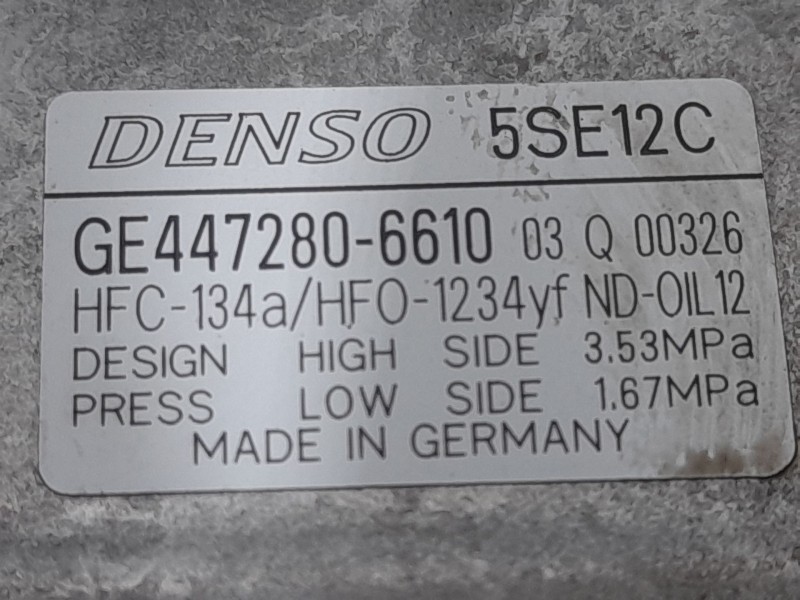 DENSO 5SE12C
GE447280-6610 03 Q 00326
HFC-134a/HFO-1234yf ND-OIL12
DESIGN HIGH SIDE 3.53MPa
PRESS LOW SIDE 1.67MPa
MADE IN GERMANY